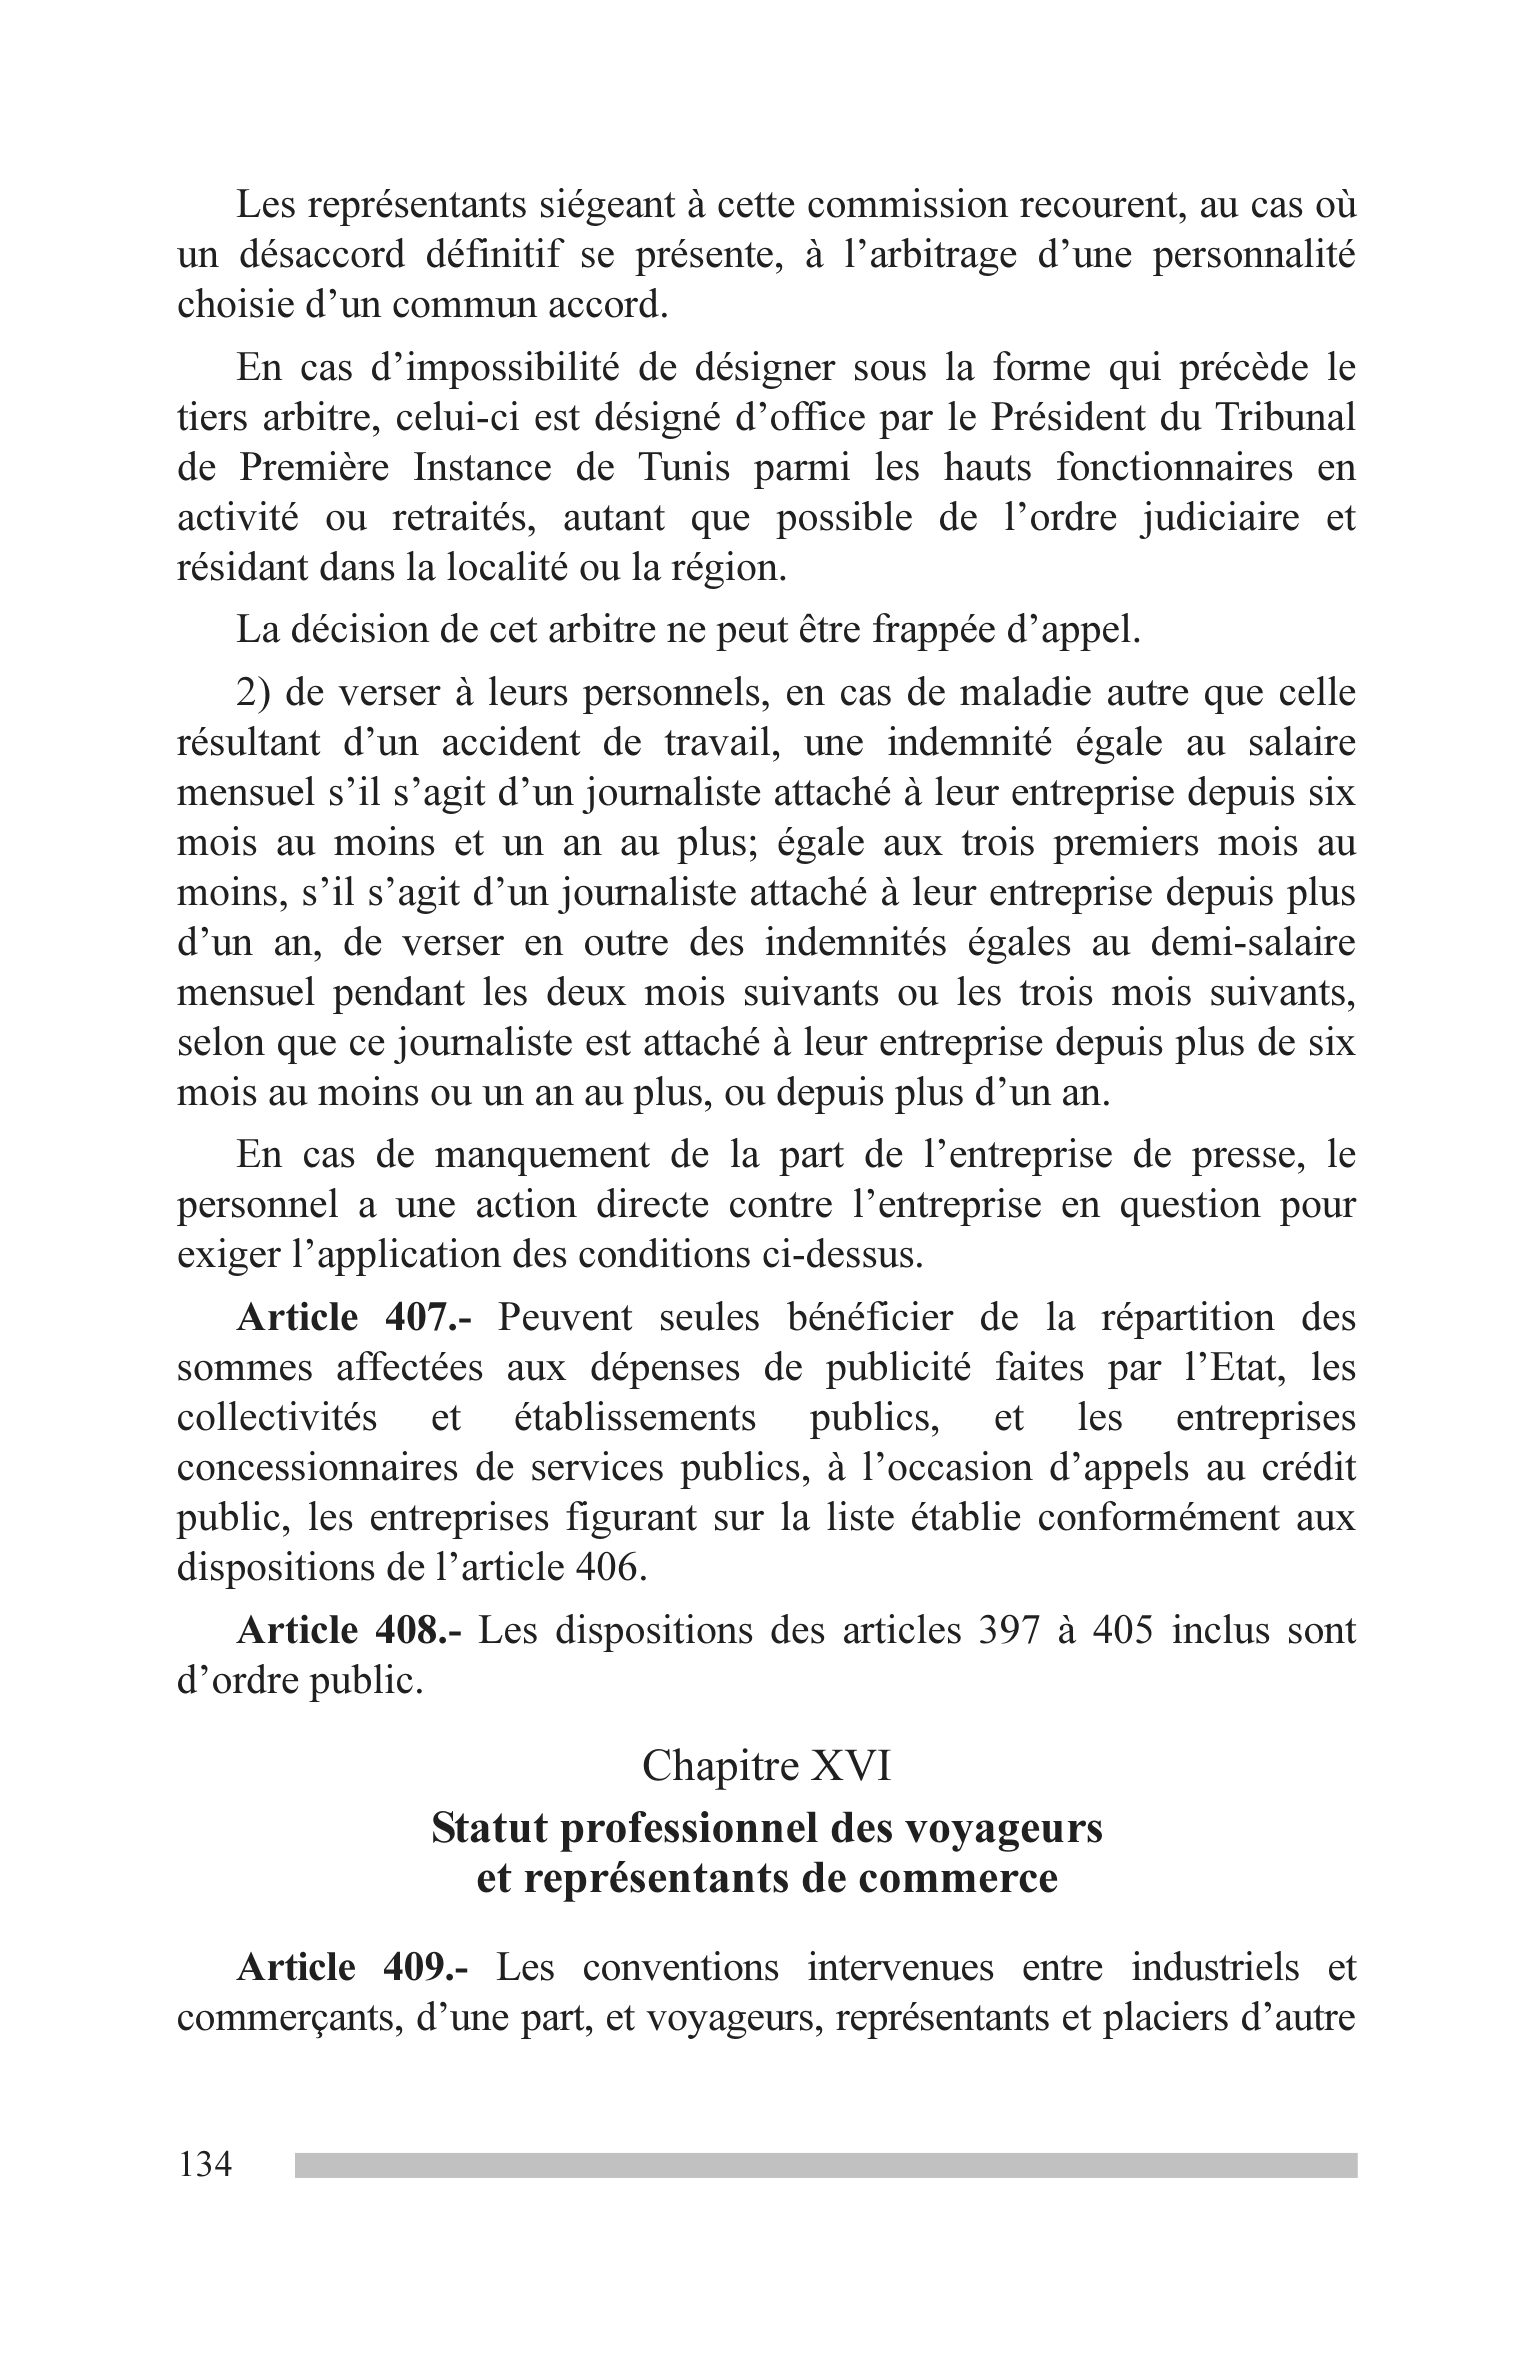 Les représentants siégeant à cette commission recourent, au cas où
un désaccord définitif se présente, à l’arbitrage d’une personnalité
choisie d’un commun accord.
En cas d’impossibilité de désigner sous la forme qui précède le
tiers arbitre, celui-ci est désigné d’office par le Président du Tribunal
de Première Instance de Tunis parmi les hauts fonctionnaires en
activité ou retraités, autant que possible de l’ordre judiciaire et
résidant dans la localité ou la région.
La décision de cet arbitre ne peut être frappée d’appel.
2) de verser à leurs personnels, en cas de maladie autre que celle
résultant d’un accident de travail, une indemnité égale au salaire
mensuel s’il s’agit d’un journaliste attaché à leur entreprise depuis six
mois au moins et un an au plus; égale aux trois premiers mois au
moins, s’il s’agit d’un journaliste attaché à leur entreprise depuis plus
d’un an, de verser en outre des indemnités égales au demi-salaire
mensuel pendant les deux mois suivants ou les trois mois suivants,
selon que ce journaliste est attaché à leur entreprise depuis plus de six
mois au moins ou un an au plus, ou depuis plus d’un an.
En cas de manquement de la part de l’entreprise de presse, le
personnel a une action directe contre l’entreprise en question pour
exiger l’application des conditions ci-dessus.
Article 407.- Peuvent seules bénéficier de la répartition des
sommes affectées aux dépenses de publicité faites par l’Etat, les
collectivités et établissements publics, et les entreprises
concessionnaires de services publics, à l’occasion d’appels au crédit
public, les entreprises figurant sur la liste établie conformément aux
dispositions de l’article 406.
Article 408.- Les dispositions des articles 397 à 405 inclus sont
d’ordre public.
Chapitre XVI
Statut professionnel des voyageurs
et représentants de commerce
Article 409.- Les conventions intervenues entre industriels et
commerçants, d’une part, et voyageurs, représentants et placiers d’autre
134